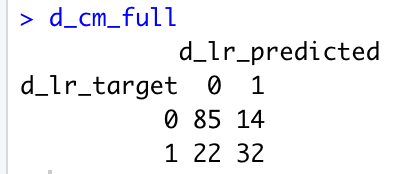 > d_cm_full
d_lr_predicted
d_lr_target 0 1
0 85 14
1 22 32